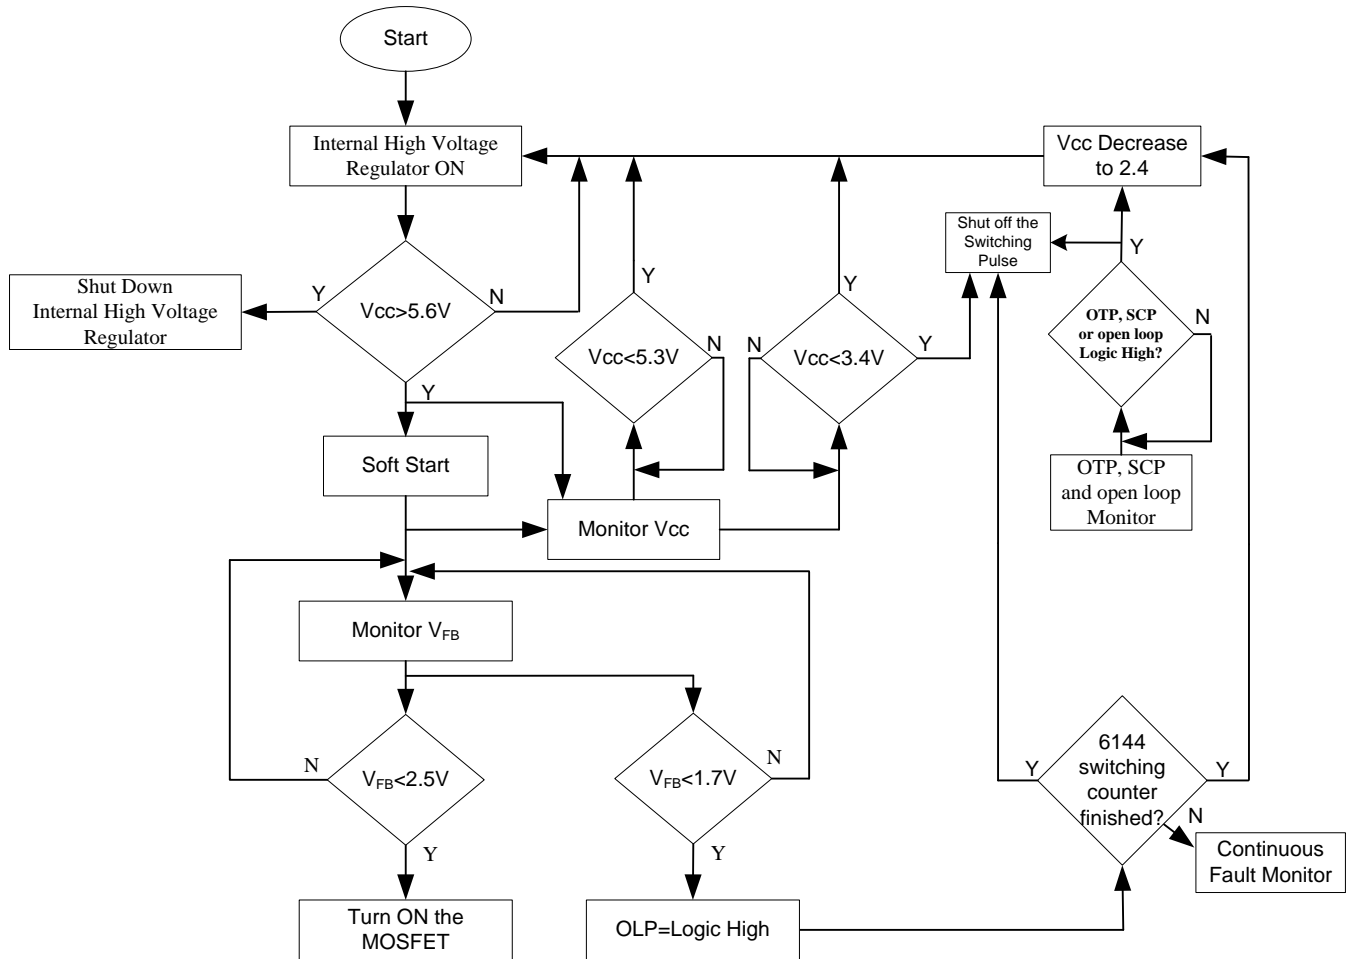 Start
Internal High Voltage
Regulator ON
Vcc Decrease
to 2.4
Shut off the
Switching
Pulse
Y
Shut Down
Internal High Voltage
Regulator
Y
Vcc>5.6V
N
Y
Vcc<5.3V
N
Y
N
Vcc<3.4V
Y
OTP, SCP
or open loop
Logic High?
N
Y
Soft Start
OTP, SCP
and open loop
Monitor
Monitor Vcc
Monitor VFB
N
VFB<2.5V
Y
VFB<1.7V
N
Y
Y
6144
switching
counter
finished?
Y
N
Continuous
Fault Monitor
Turn ON the
MOSFET
OLP=Logic High